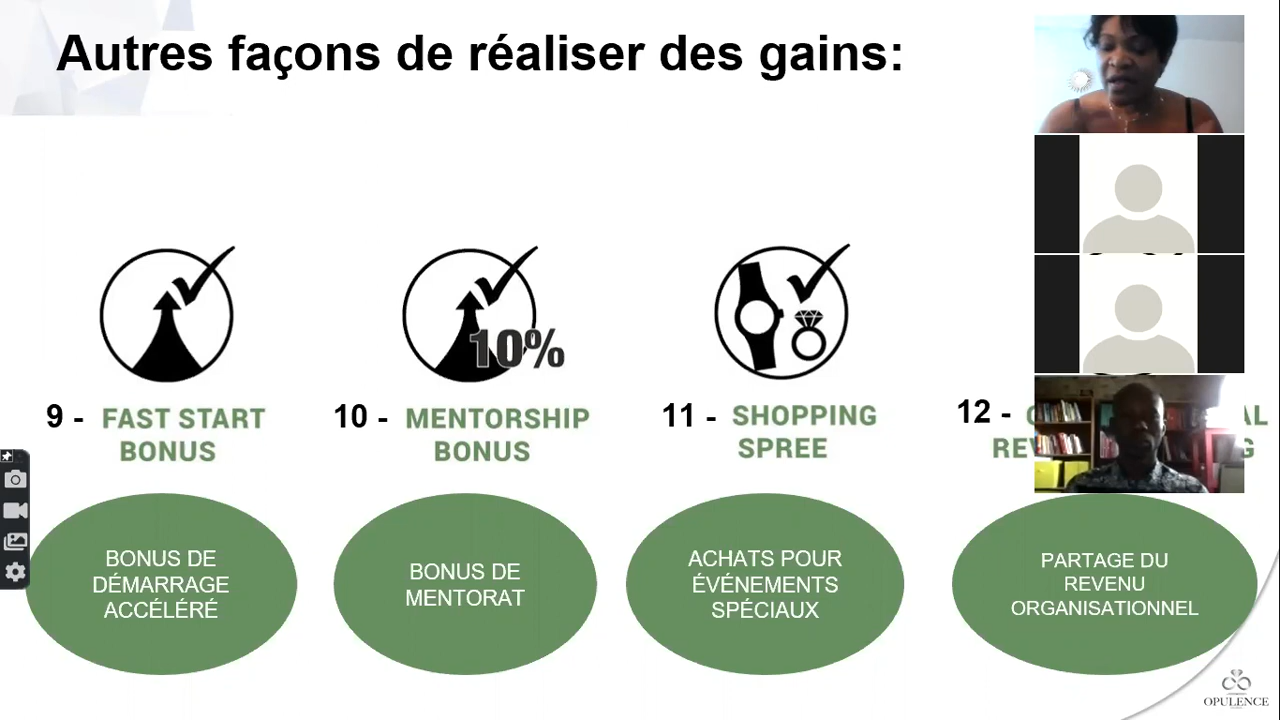 Autres façons de réaliser des gains:
10%
9 - FAST START
BONUS
10 - MENTORSHIP
BONUS
11 - SHOPPING
SPREE
12 -
BONUS DE
DÉMARRAGE
ACCÉLÉRÉ
BONUS DE
MENTORAT
ACHATS POUR
ÉVÉNEMENTS
SPÉCIAUX
PARTAGE DU
REVENU
ORGANISATIONNEL
OPULENCE